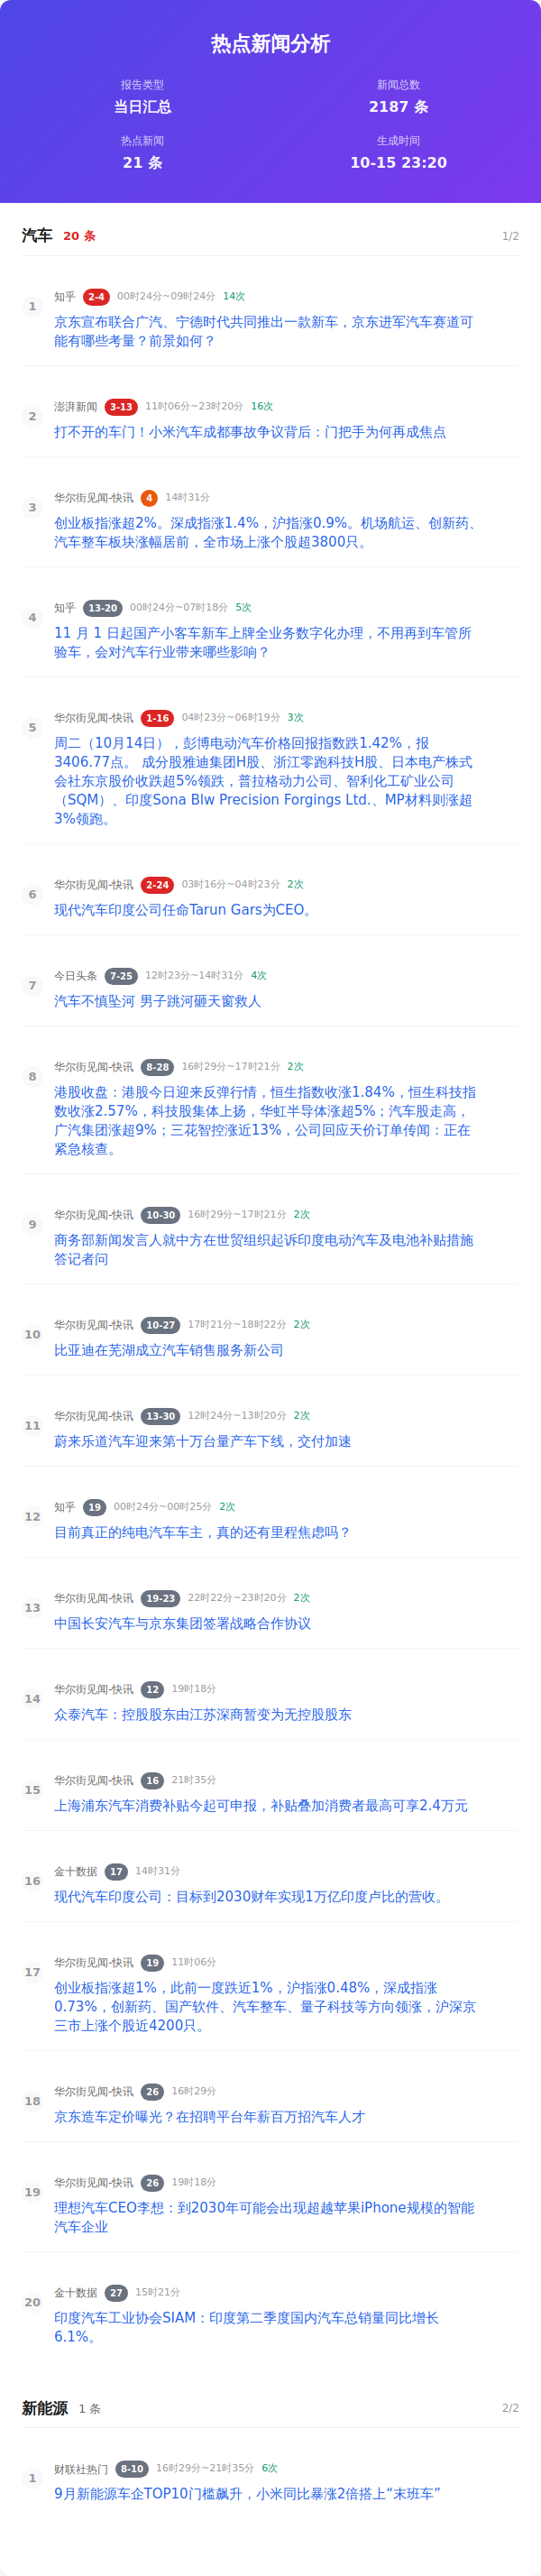 热点新闻分析
报告类型
当日汇总
新闻总数
2187 条
热点新闻
21 条
生成时间
10-15 23:20
汽车 20 条 1/2
1
知乎 2-4 00时24分~09时24分 14次
京东宣布联合广汽、宁德时代共同推出一款新车，京东进军汽车赛道可
能有哪些考量？前景如何？
2
澎湃新闻 3-13 11时06分~23时20分 16次
打不开的车门！小米汽车成都事故争议背后：门把手为何再成焦点
3
华尔街见闻-快讯 4 14时31分
创业板指涨超2%。深成指涨1.4%，沪指涨0.9%。机场航运、创新药、
汽车整车板块涨幅居前，全市场上涨个股超3800只。
4
知乎 13-20 00时24分~07时18分 5次
11 月 1 日起国产小客车新车上牌全业务数字化办理，不用再到车管所
验车，会对汽车行业带来哪些影响？
5
华尔街见闻-快讯 1-16 04时23分~06时19分 3次
周二（10月14日），彭博电动汽车价格回报指数跌1.42%，报
3406.77点。 成分股雅迪集团H股、浙江零跑科技H股、日本电产株式
会社东京股价收跌超5%领跌，普拉格动力公司、智利化工矿业公司
（SQM）、印度Sona Blw Precision Forgings Ltd.、MP材料则涨超
3%领跑。
6
华尔街见闻-快讯 2-24 03时16分~04时23分 2次
现代汽车印度公司任命Tarun Gars为CEO。
7
今日头条 7-25 12时23分~14时31分 4次
汽车不慎坠河 男子跳河砸天窗救人
8
华尔街见闻-快讯 8-28 16时29分~17时21分 2次
港股收盘：港股今日迎来反弹行情，恒生指数收涨1.84%，恒生科技指
数收涨2.57%，科技股集体上扬，华虹半导体涨超5%；汽车股走高，
广汽集团涨超9%；三花智控涨近13%，公司回应天价订单传闻：正在
紧急核查。
9
华尔街见闻-快讯 10-30 16时29分~17时21分 2次
商务部新闻发言人就中方在世贸组织起诉印度电动汽车及电池补贴措施
答记者问
10
华尔街见闻-快讯 10-27 17时21分~18时22分 2次
比亚迪在芜湖成立汽车销售服务新公司
11
华尔街见闻-快讯 13-30 12时24分~13时20分 2次
蔚来乐道汽车迎来第十万台量产车下线，交付加速
12
知乎 19 00时24分~00时25分 2次
目前真正的纯电汽车车主，真的还有里程焦虑吗？
13
华尔街见闻-快讯 19-23 22时22分~23时20分 2次
中国长安汽车与京东集团签署战略合作协议
14
华尔街见闻-快讯 12 19时18分
众泰汽车：控股股东由江苏深商暂变为无控股股东
15
华尔街见闻-快讯 16 21时35分
上海浦东汽车消费补贴今起可申报，补贴叠加消费者最高可享2.4万元
16
金十数据 17 14时31分
现代汽车印度公司：目标到2030财年实现1万亿印度卢比的营收。
17
华尔街见闻-快讯 19 11时06分
创业板指涨超1%，此前一度跌近1%，沪指涨0.48%，深成指涨
0.73%，创新药、国产软件、汽车整车、量子科技等方向领涨，沪深京
三市上涨个股近4200只。
18
华尔街见闻-快讯 26 16时29分
京东造车定价曝光？在招聘平台年薪百万招汽车人才
19
华尔街见闻-快讯 26 19时18分
理想汽车CEO李想：到2030年可能会出现超越苹果iPhone规模的智能
汽车企业
20
金十数据 27 15时21分
印度汽车工业协会SIAM：印度第二季度国内汽车总销量同比增长
6.1%。
新能源 1 条 2/2
1
财联社热门 8-10 16时29分~21时35分 6次
9月新能源车企TOP10门槛飙升，小米同比暴涨2倍搭上“末班车”